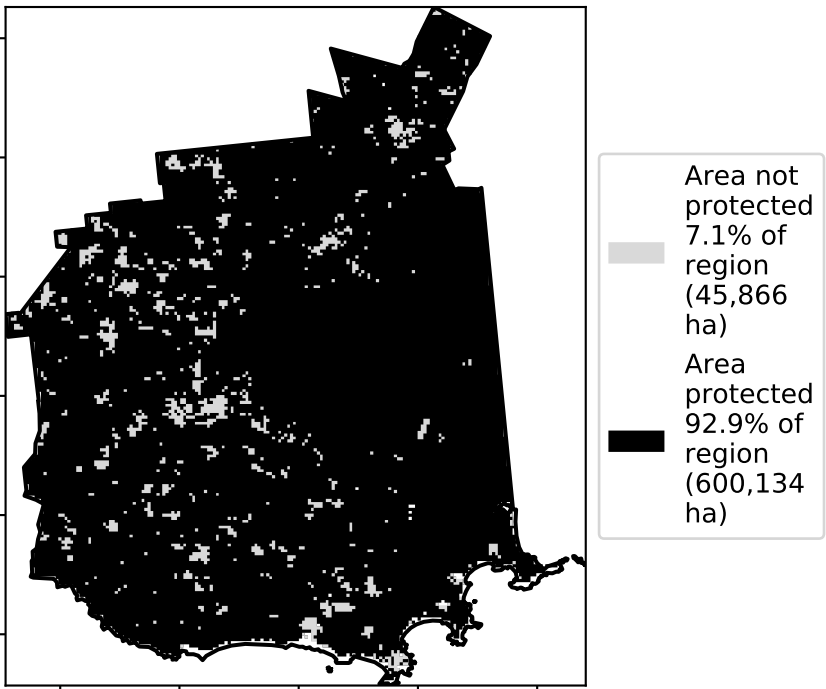 Area not
protected
7.1% of
region
(45,866
ha)
Area
protected
92.9% of
region
(600,134
ha)